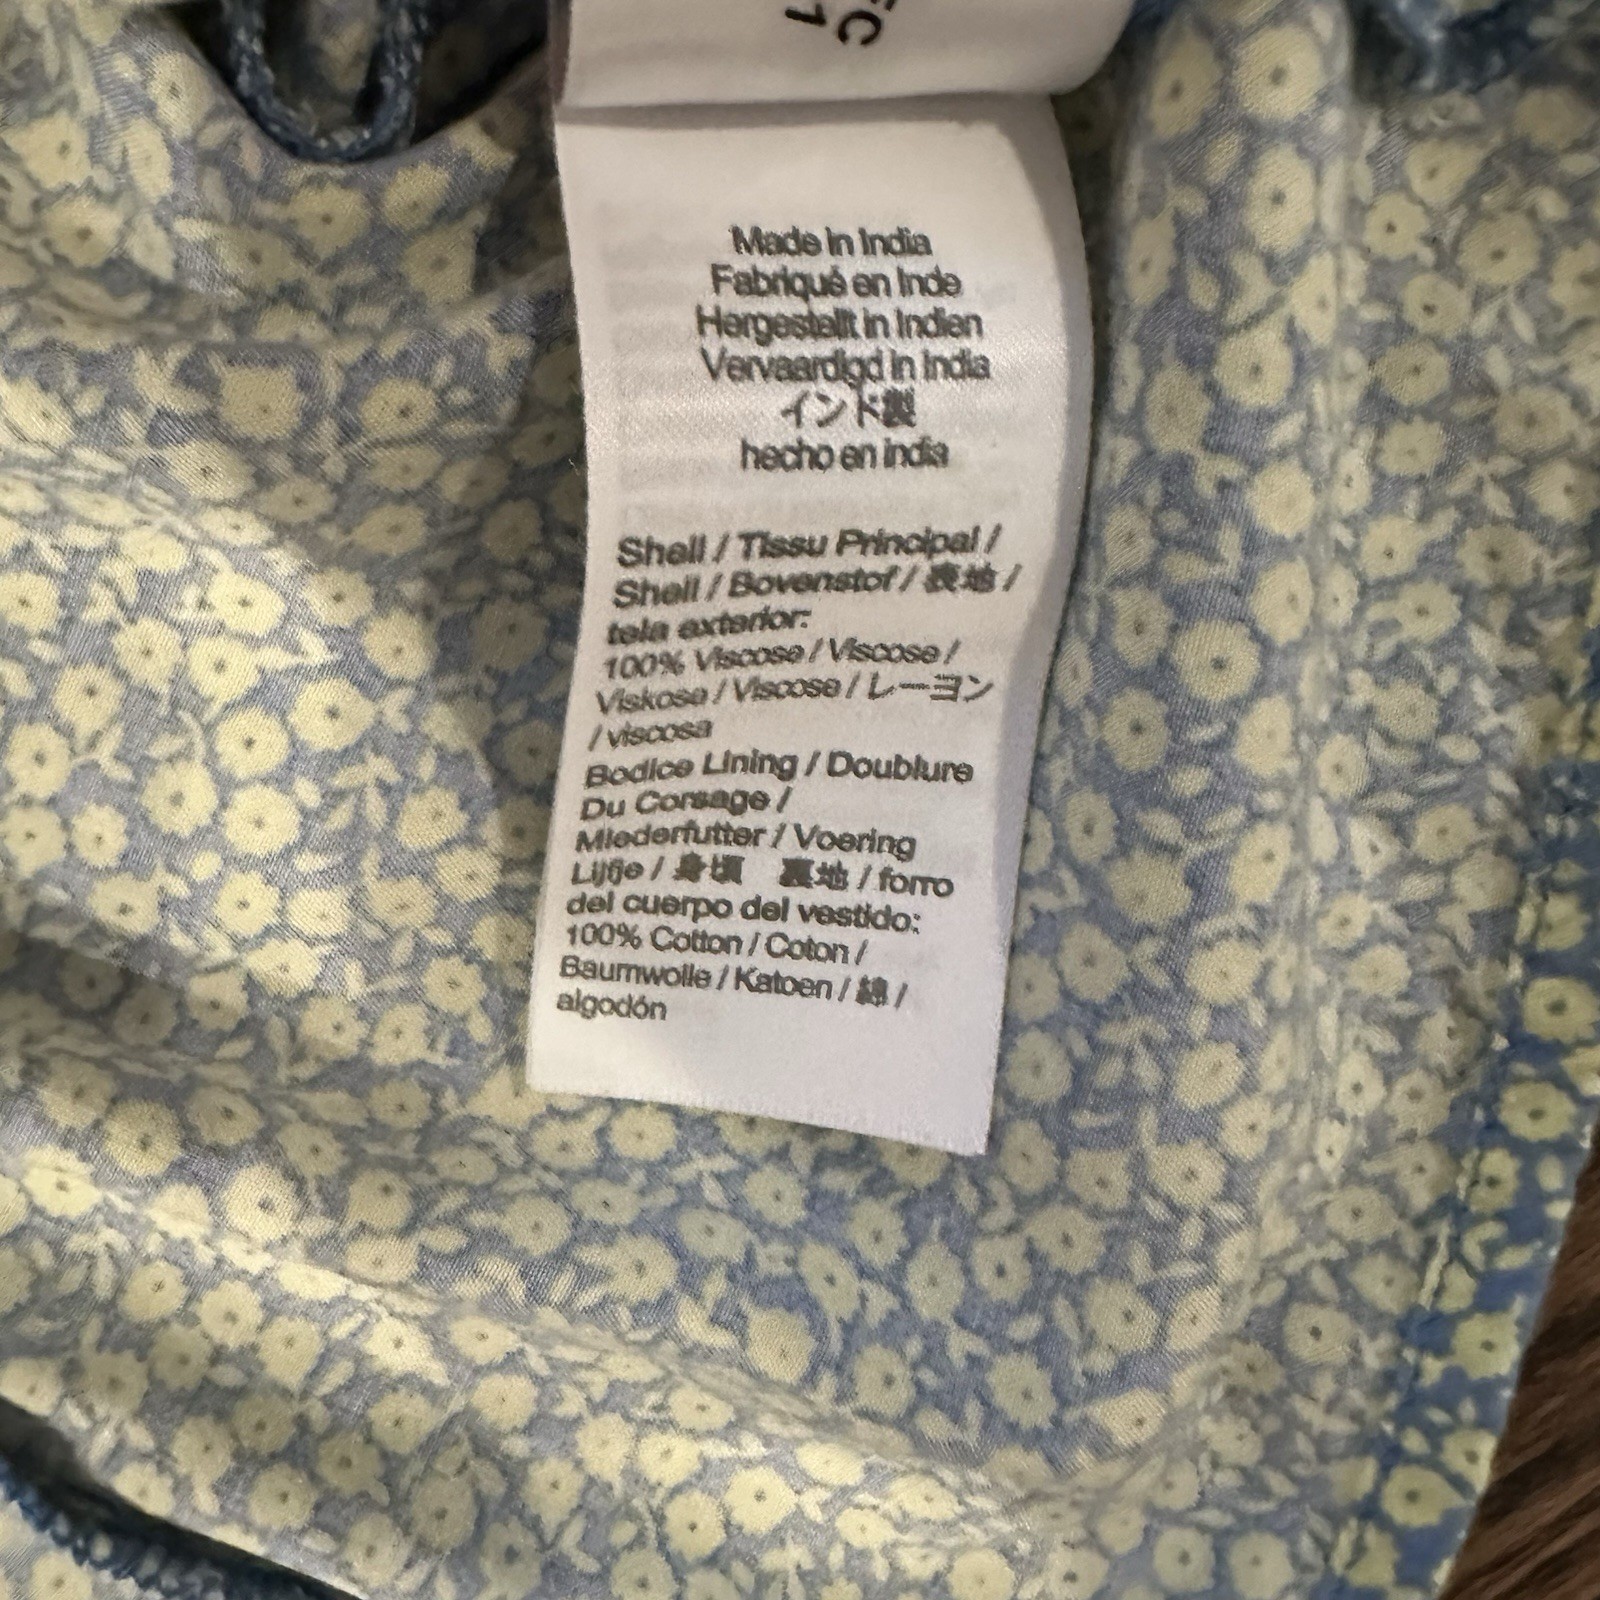 Made in India
Fabriqué en Inde
Hergestellt in Indien
Vervaardigd in India
インド製
hecho en india
Shell / Tissu Principal /
Shell / Bovenstof / 表地 /
tela exterior:
100% Viscose / Viscose /
Viskose / Viscose / レーヨン
/ viscosa
Bodice Lining / Doublure
Du Corsage /
Miederfutter / Voering
Lijfje / 身頃　裏地 / forro
del cuerpo del vestido:
100% Cotton / Coton /
Baumwolle / Katoen / 綿 /
algodón